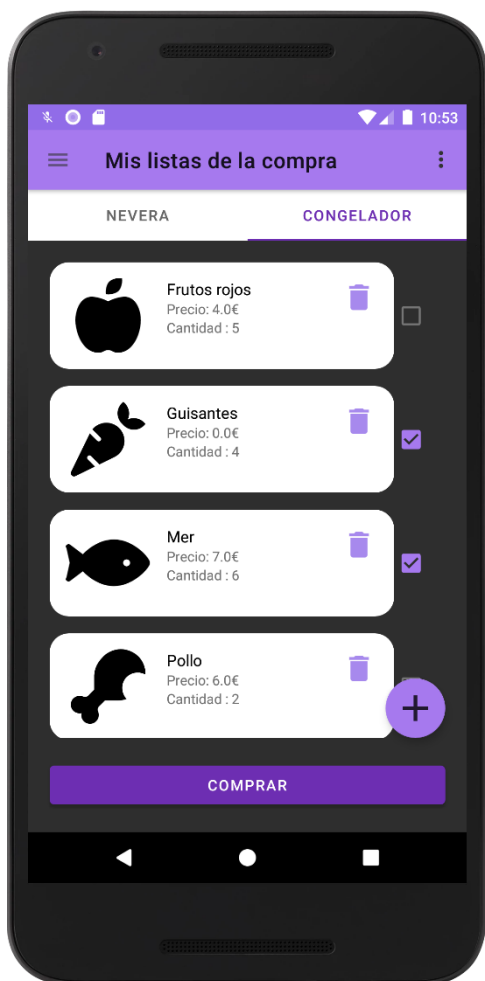 10:53
Mis listas de la compra
NEVERA
CONGELADOR
Frutos rojos
Precio: 4.0€
Cantidad : 5
Guisantes
Precio: 0.0€
Cantidad : 4
Mer
Precio: 7.0€
Cantidad : 6
Pollo
Precio: 6.0€
Cantidad : 2
COMPRAR